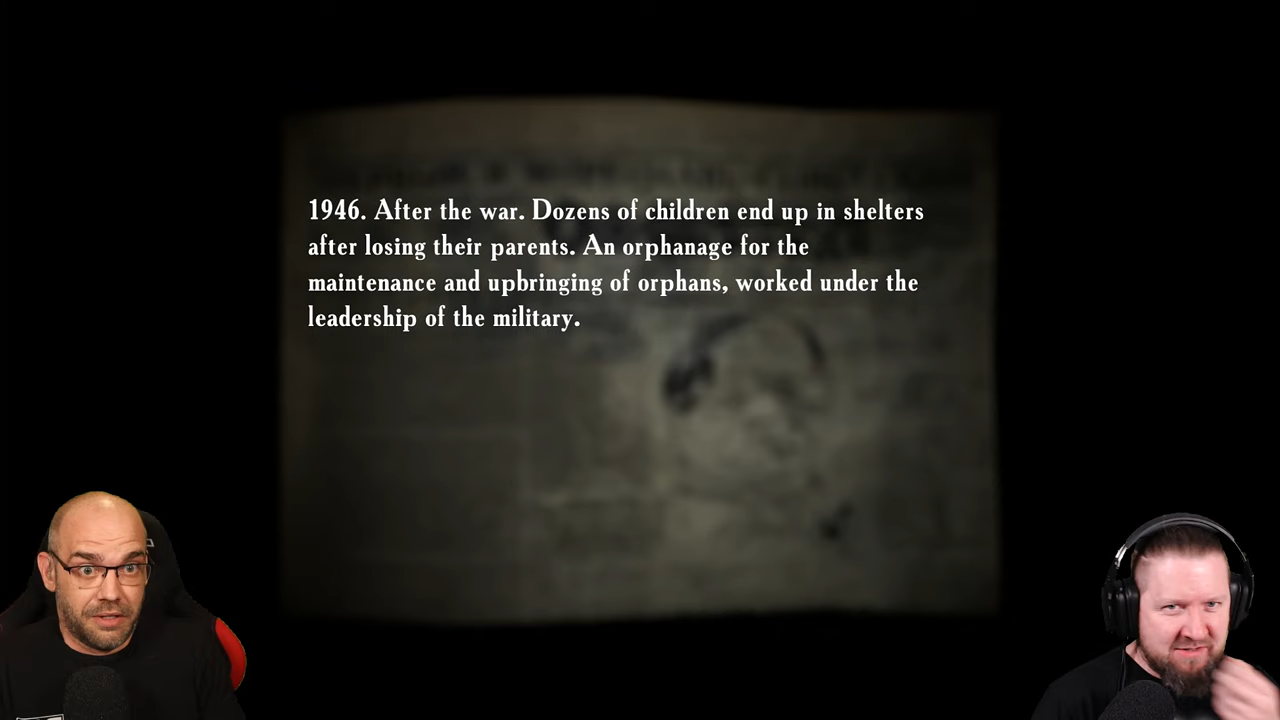 1946. After the war. Dozens of children end up in shelters
after losing their parents. An orphanage for the
maintenance and upbringing of orphans, worked under the
leadership of the military.